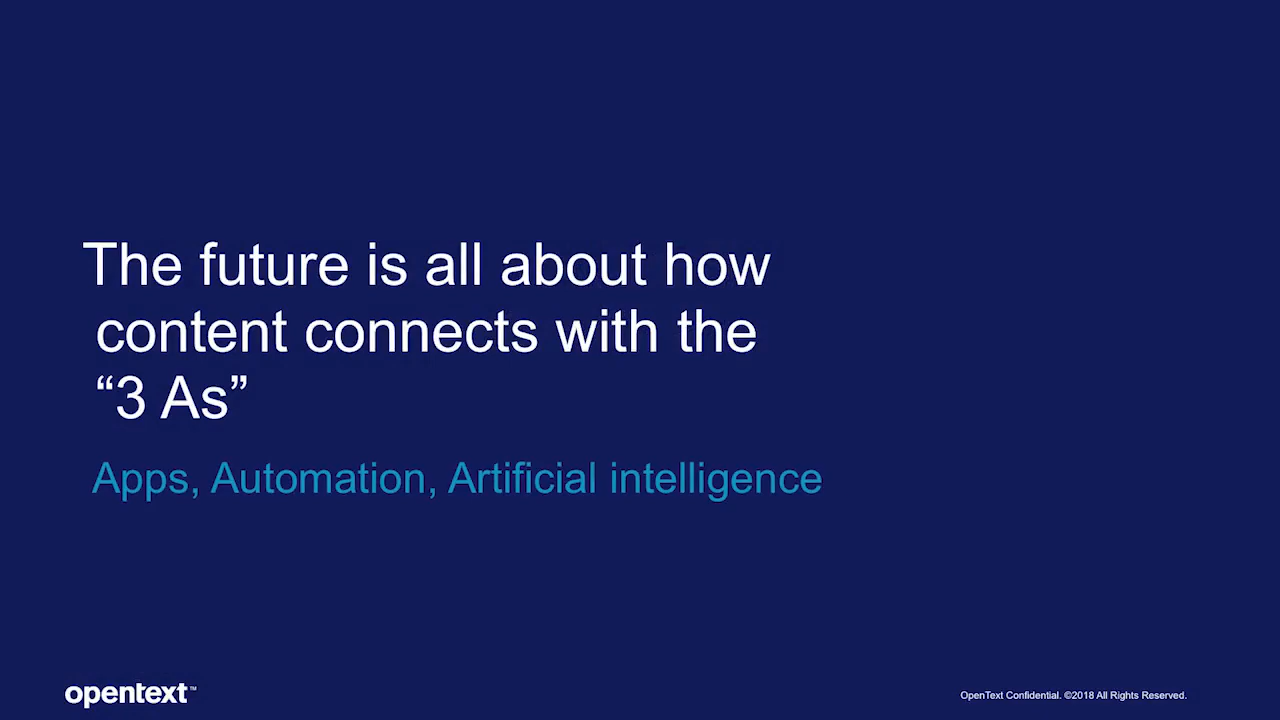 The future is all about how
content connects with the
“3 As”
Apps, Automation, Artificial intelligence
opentext™
OpenText Confidential. ©2018 All Rights Reserved.